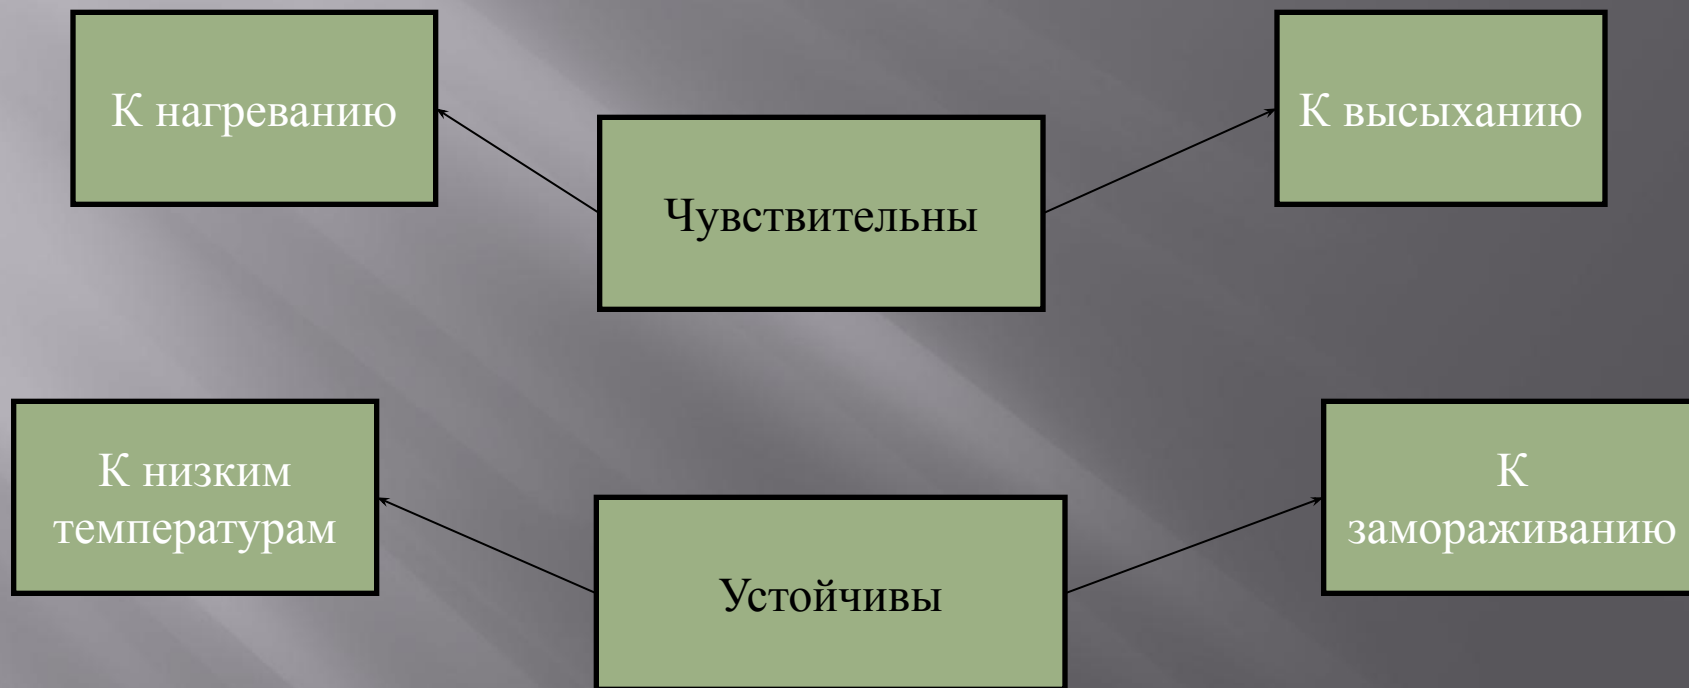 К нагреванию
К высыханию
Чувствительны
К низким
температурам
К
замораживанию
Устойчивы